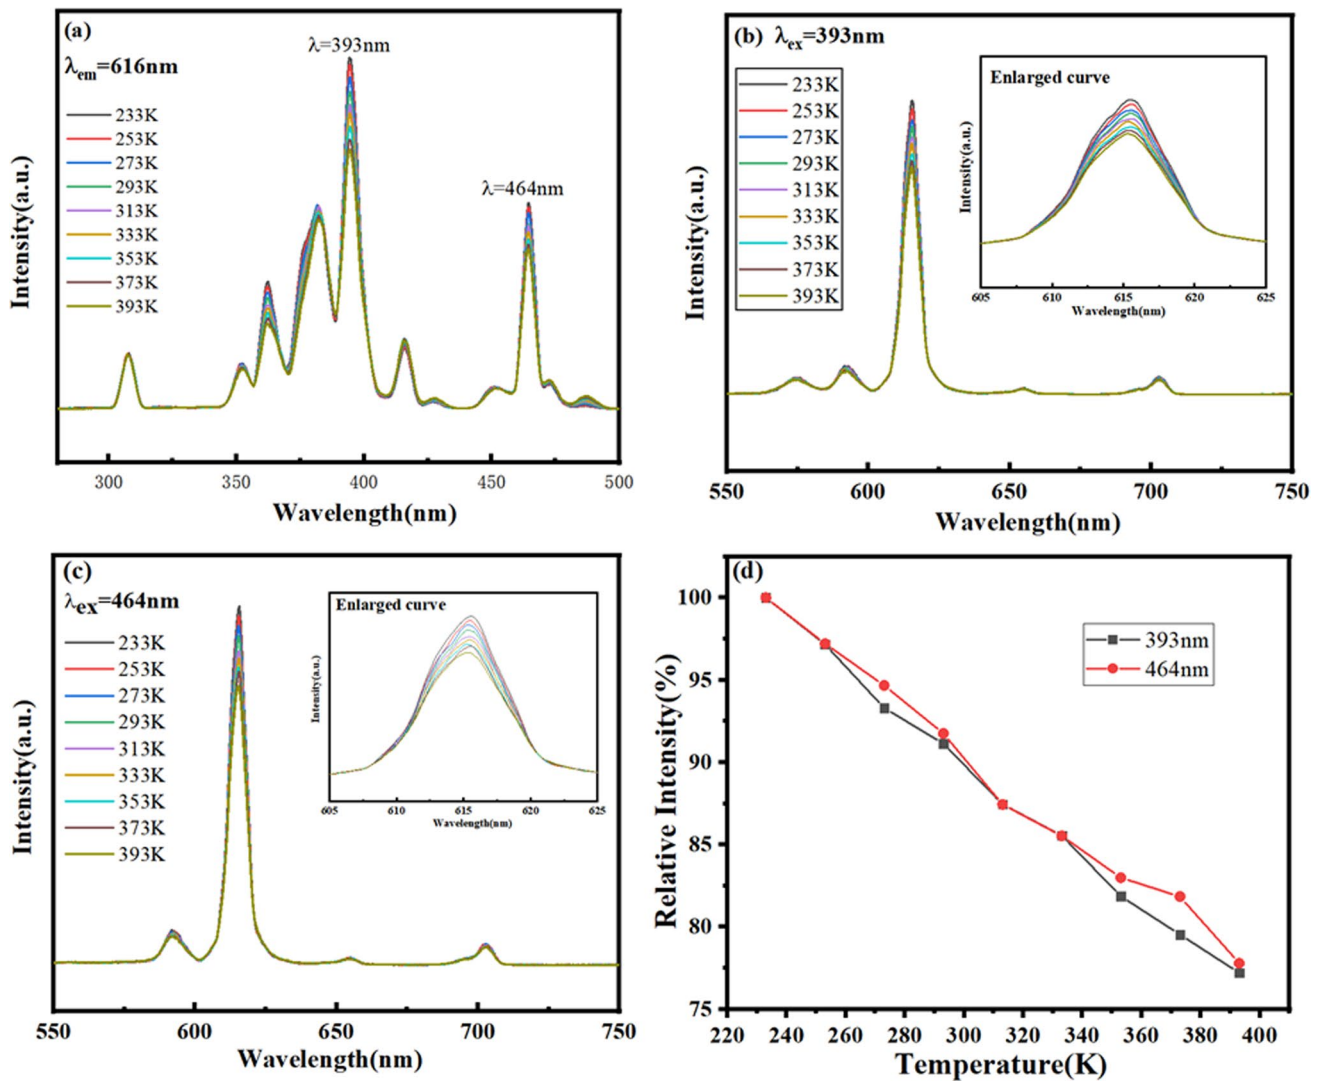 (a)
λem=616nm
λ=393nm
λ=464nm
233K
253K
273K
293K
313K
333K
353K
373K
393K
Intensity(a.u.)
300 350 400 450 500
Wavelength(nm)
(b) λex=393nm
233K
253K
273K
293K
313K
333K
353K
373K
393K
Enlarged curve
Intensity(a.u.)
605 610 615 620 625
Wavelength(nm)
Intensity(a.u.)
550 600 650 700 750
Wavelength(nm)
(c)
λex=464nm
233K
253K
273K
293K
313K
333K
353K
373K
393K
Enlarged curve
Intensity(a.u.)
605 610 615 620 625
Wavelength(nm)
Intensity(a.u.)
550 600 650 700 750
Wavelength(nm)
(d)
393nm
464nm
Relative Intensity(%)
100
95
90
85
80
75
220 240 260 280 300 320 340 360 380 400
Temperature(K)